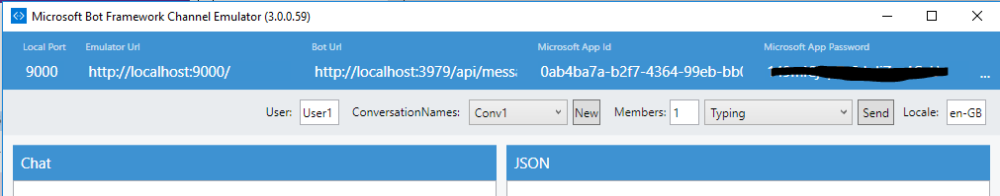 Microsoft Bot Framework Channel Emulator (3.0.0.59)
Local Port Emulator Url Bot Url Microsoft App Id Microsoft App Password
9000 http://localhost:9000/ http://localhost:3979/api/messa 0ab4ba7a-b2f7-4364-99eb-bb0 ...
User: User1 ConversationNames: Conv1 New Members: 1 Typing Send Locale: en-GB
Chat JSON